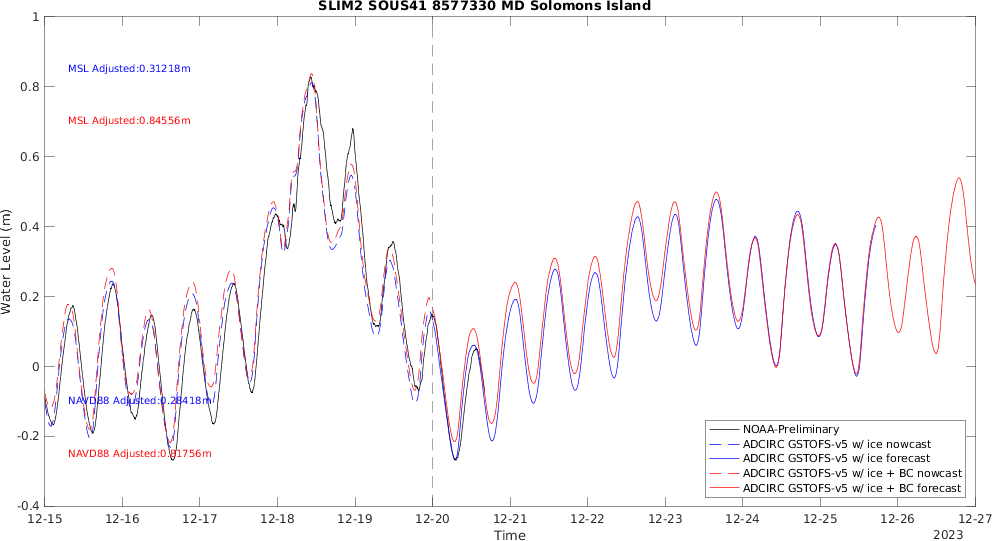 SLIM2 SOUS41 8577330 MD Solomons Island
1
0.8
0.6
0.4
0.2
0
-0.2
-0.4
Water Level (m)
MSL Adjusted:0.31218m
MSL Adjusted:0.84556m
NAVD88 Adjusted:0.28418m
NAVD88 Adjusted:0.81756m
NOAA-Preliminary
ADCIRC GSTOFS-v5 w/ ice nowcast
ADCIRC GSTOFS-v5 w/ ice forecast
ADCIRC GSTOFS-v5 w/ ice + BC nowcast
ADCIRC GSTOFS-v5 w/ ice + BC forecast
12-15 12-16 12-17 12-18 12-19 12-20 12-21 12-22 12-23 12-24 12-25 12-26 12-27
Time
2023